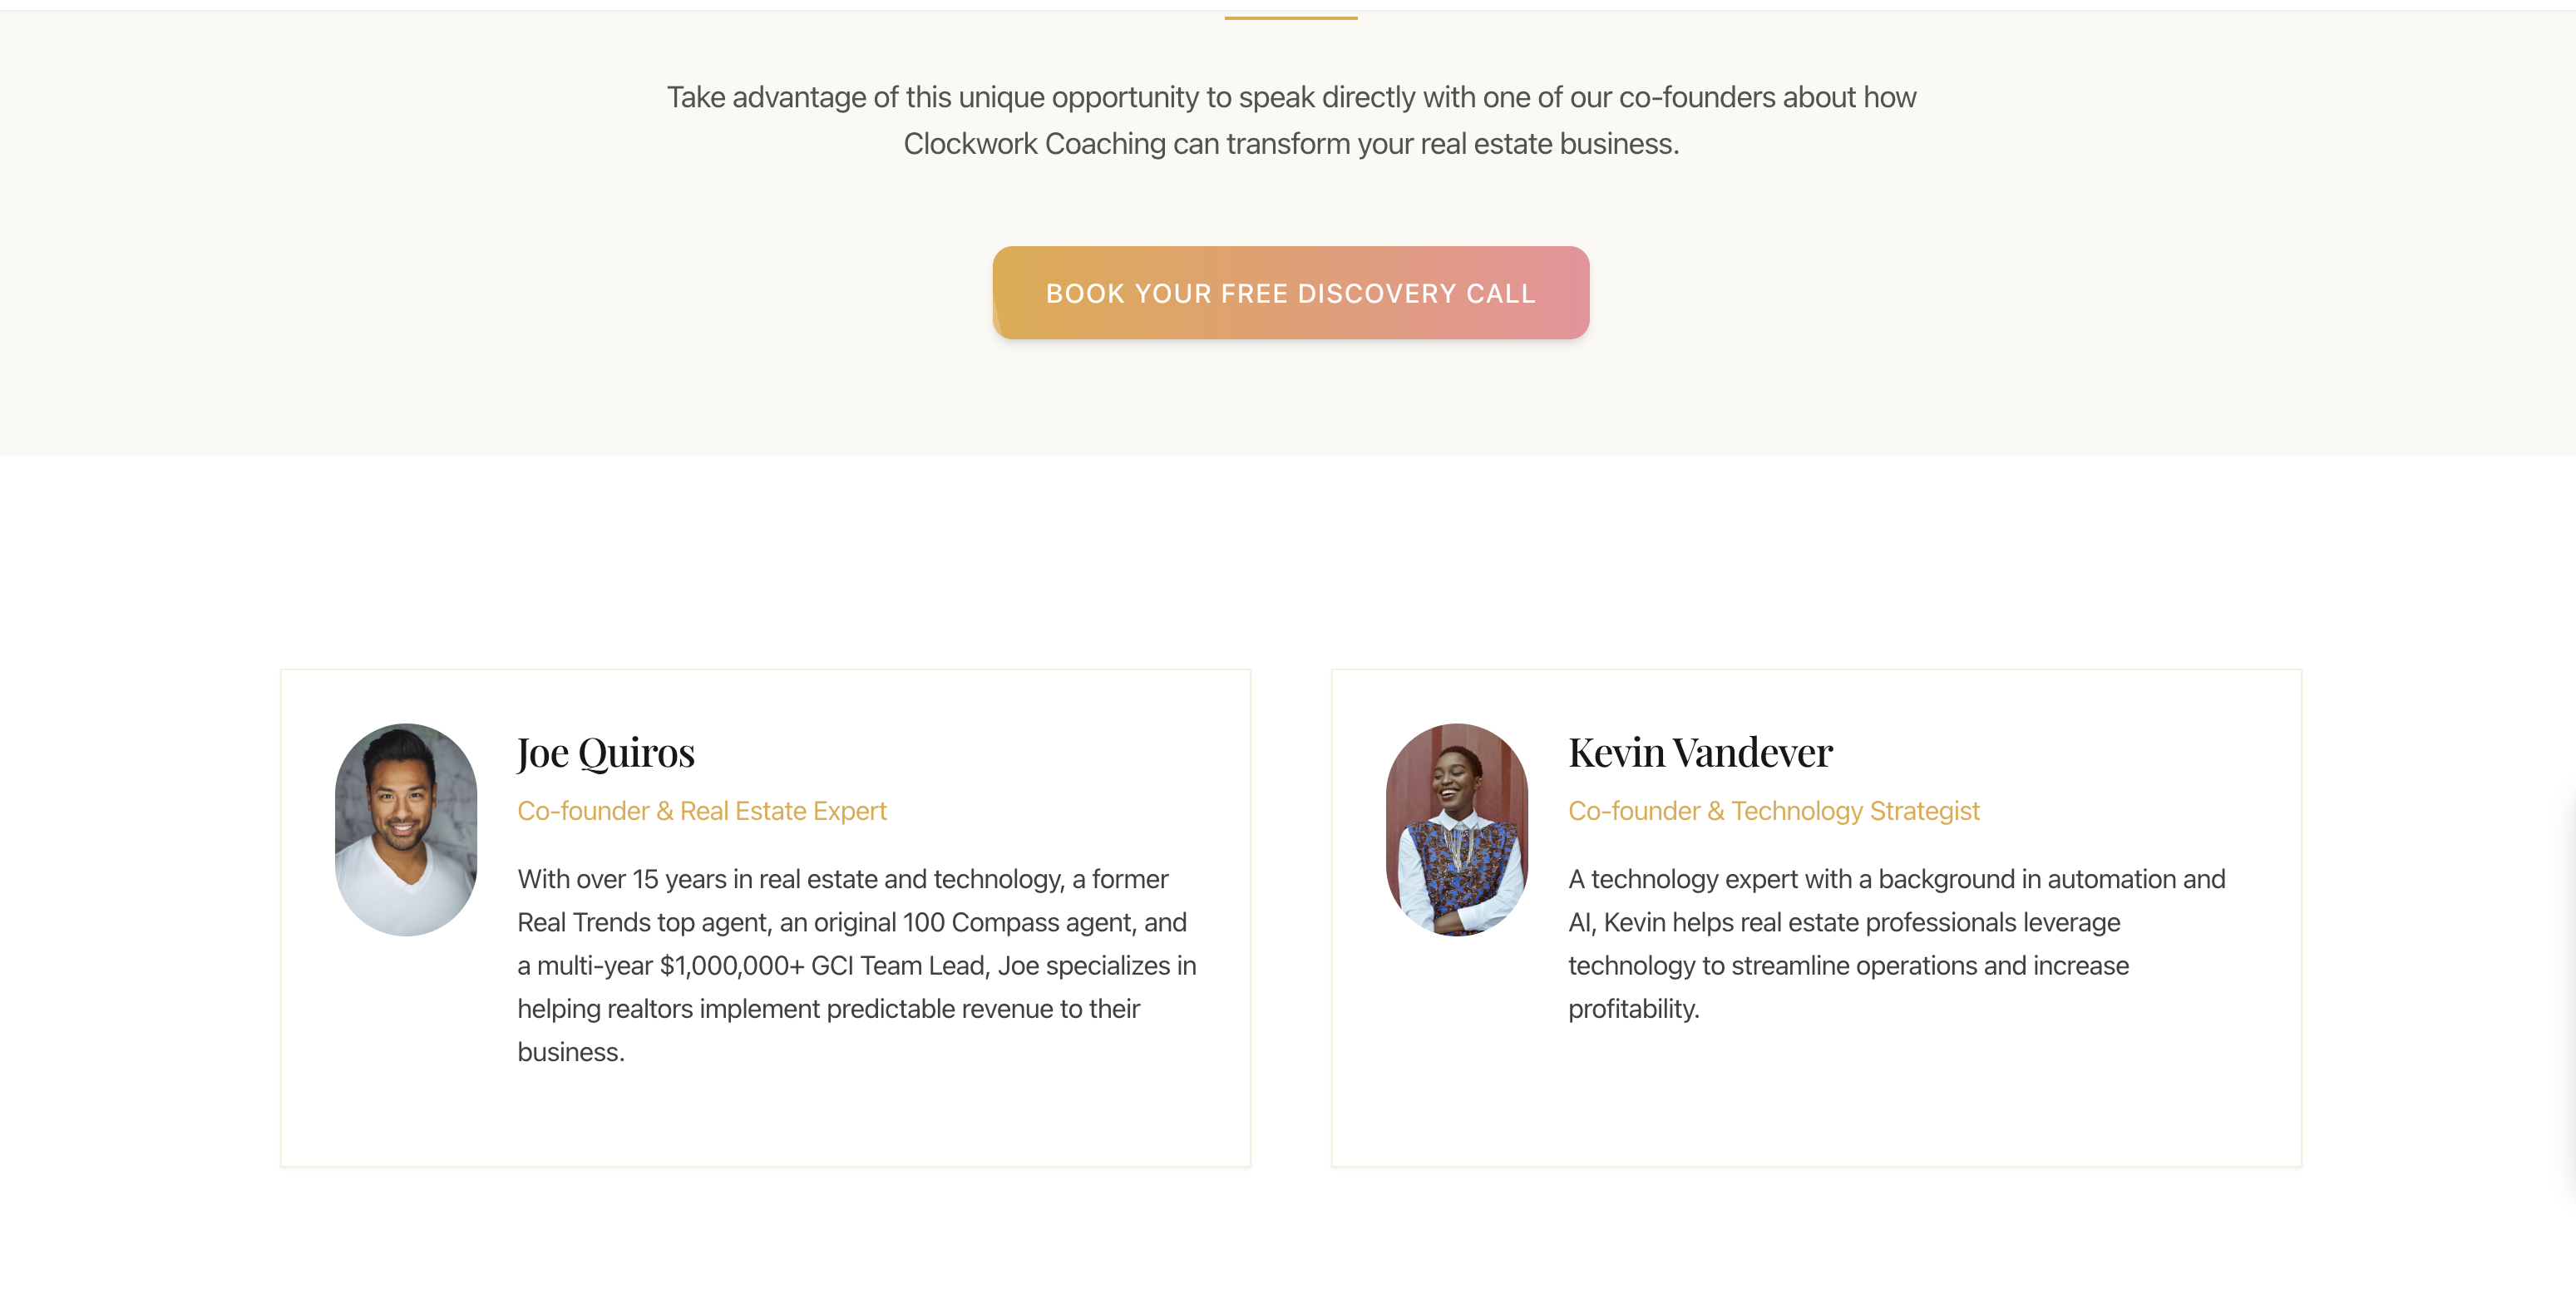 Take advantage of this unique opportunity to speak directly with one of our co-founders about how
Clockwork Coaching can transform your real estate business.
BOOK YOUR FREE DISCOVERY CALL
Joe Quiros
Co-founder & Real Estate Expert
With over 15 years in real estate and technology, a former
Real Trends top agent, an original 100 Compass agent, and
a multi-year $1,000,000+ GCI Team Lead, Joe specializes in
helping realtors implement predictable revenue to their
business.
Kevin Vandever
Co-founder & Technology Strategist
A technology expert with a background in automation and
AI, Kevin helps real estate professionals leverage
technology to streamline operations and increase
profitability.